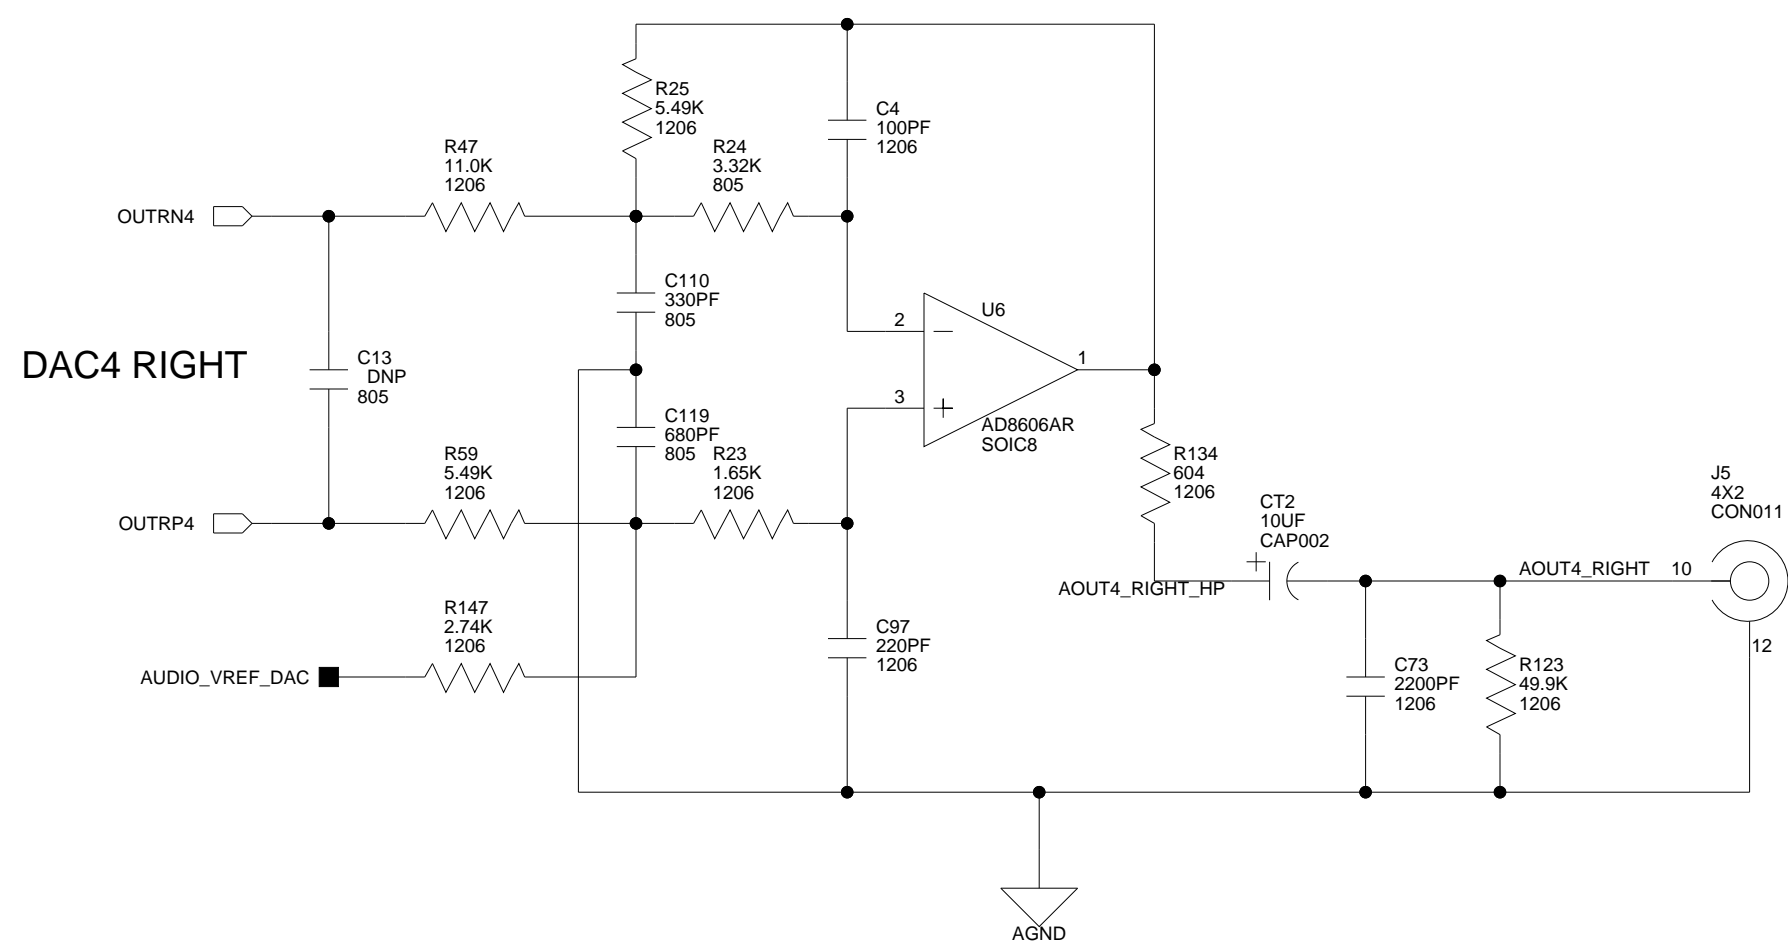 R25
5.49K
1206
C4
100PF
1206
R47
11.0K
1206
R24
3.32K
805
OUTRN4
C110
330PF
805
U6
2
1
3
AD8606AR
SOIC8
DAC4 RIGHT
C13
DNP
805
C119
680PF
805
R23
1.65K
1206
R59
5.49K
1206
OUTRP4
R134
604
1206
CT2
10UF
CAP002
+
J5
4X2
CON011
AOUT4_RIGHT_HP
AOUT4_RIGHT
10
12
R147
2.74K
1206
AUDIO_VREF_DAC
C97
220PF
1206
C73
2200PF
1206
R123
49.9K
1206
AGND